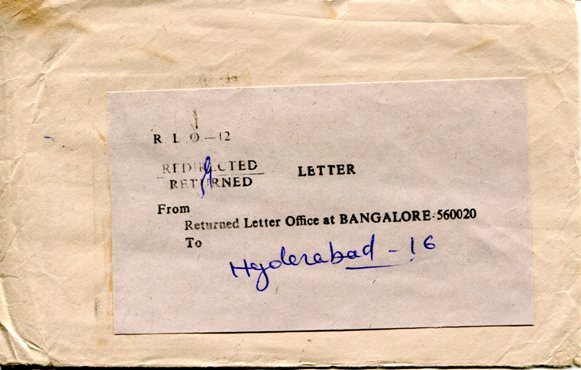 R L O—12
REDIRECTED
RETURNED
LETTER
From
Returned Letter Office at BANGALORE-560020
To
Hyderabad - 16